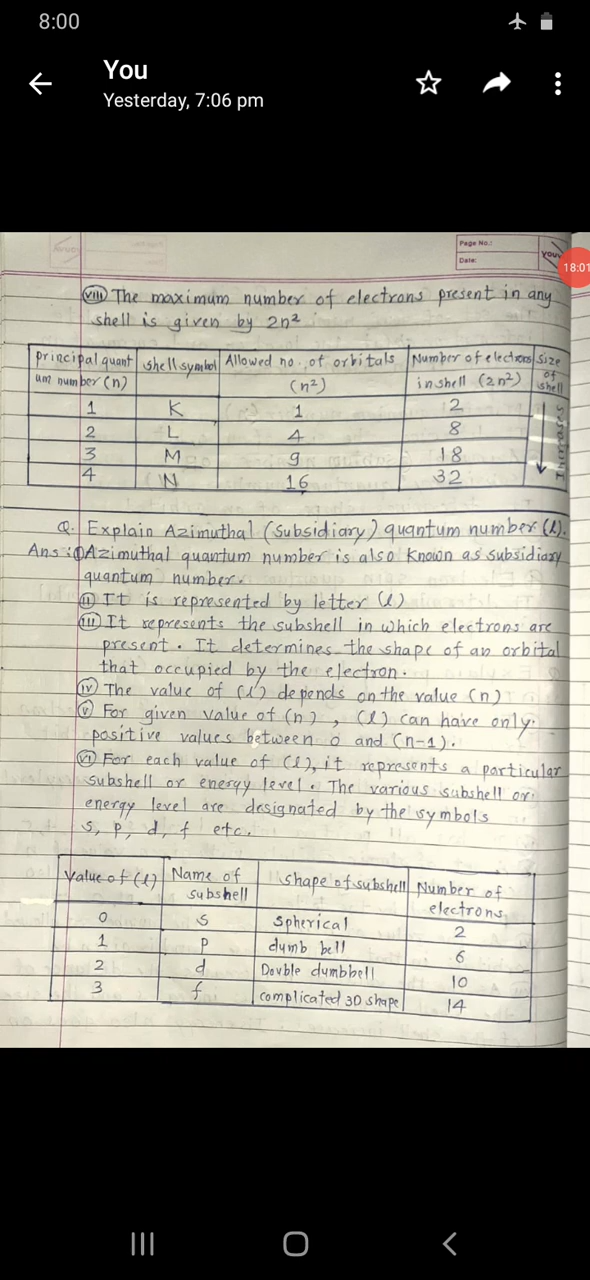 8:00
You
Yesterday, 7:06 pm
Page No.:
Date:
Youv
18:01
(viii) The maximum number of electrons present in any
shell is given by 2n²
principal quant shell symbol Allowed no. of orbitals Number of electrons Size
um number (n) (n²) in shell (2n²) of shell
1 K 1 2
2 L 4 8
3 M 9 18
4 N 16 32
Increases
Q. Explain Azimuthal (Subsidiary) quantum number (l).
Ans : (i) Azimuthal quantum number is also known as subsidiary
quantum number.
(ii) It is represented by letter (l)
(iii) It represents the subshell in which electrons are
present. It determines the shape of an orbital
that occupied by the electron.
(iv) The value of (l) depends on the value (n)
(v) For given value of (n), (l) can have only
positive values between 0 and (n-1).
(vi) For each value of (l), it represents a particular
subshell or energy level. The various subshell or
energy level are designated by the symbols
s, p, d, f etc.
Value of (l) Name of shape of subshell Number of
subshell electrons
0 s spherical 2
1 p dumb bell 6
2 d Double dumbbell 10
3 f complicated 3D shape 14